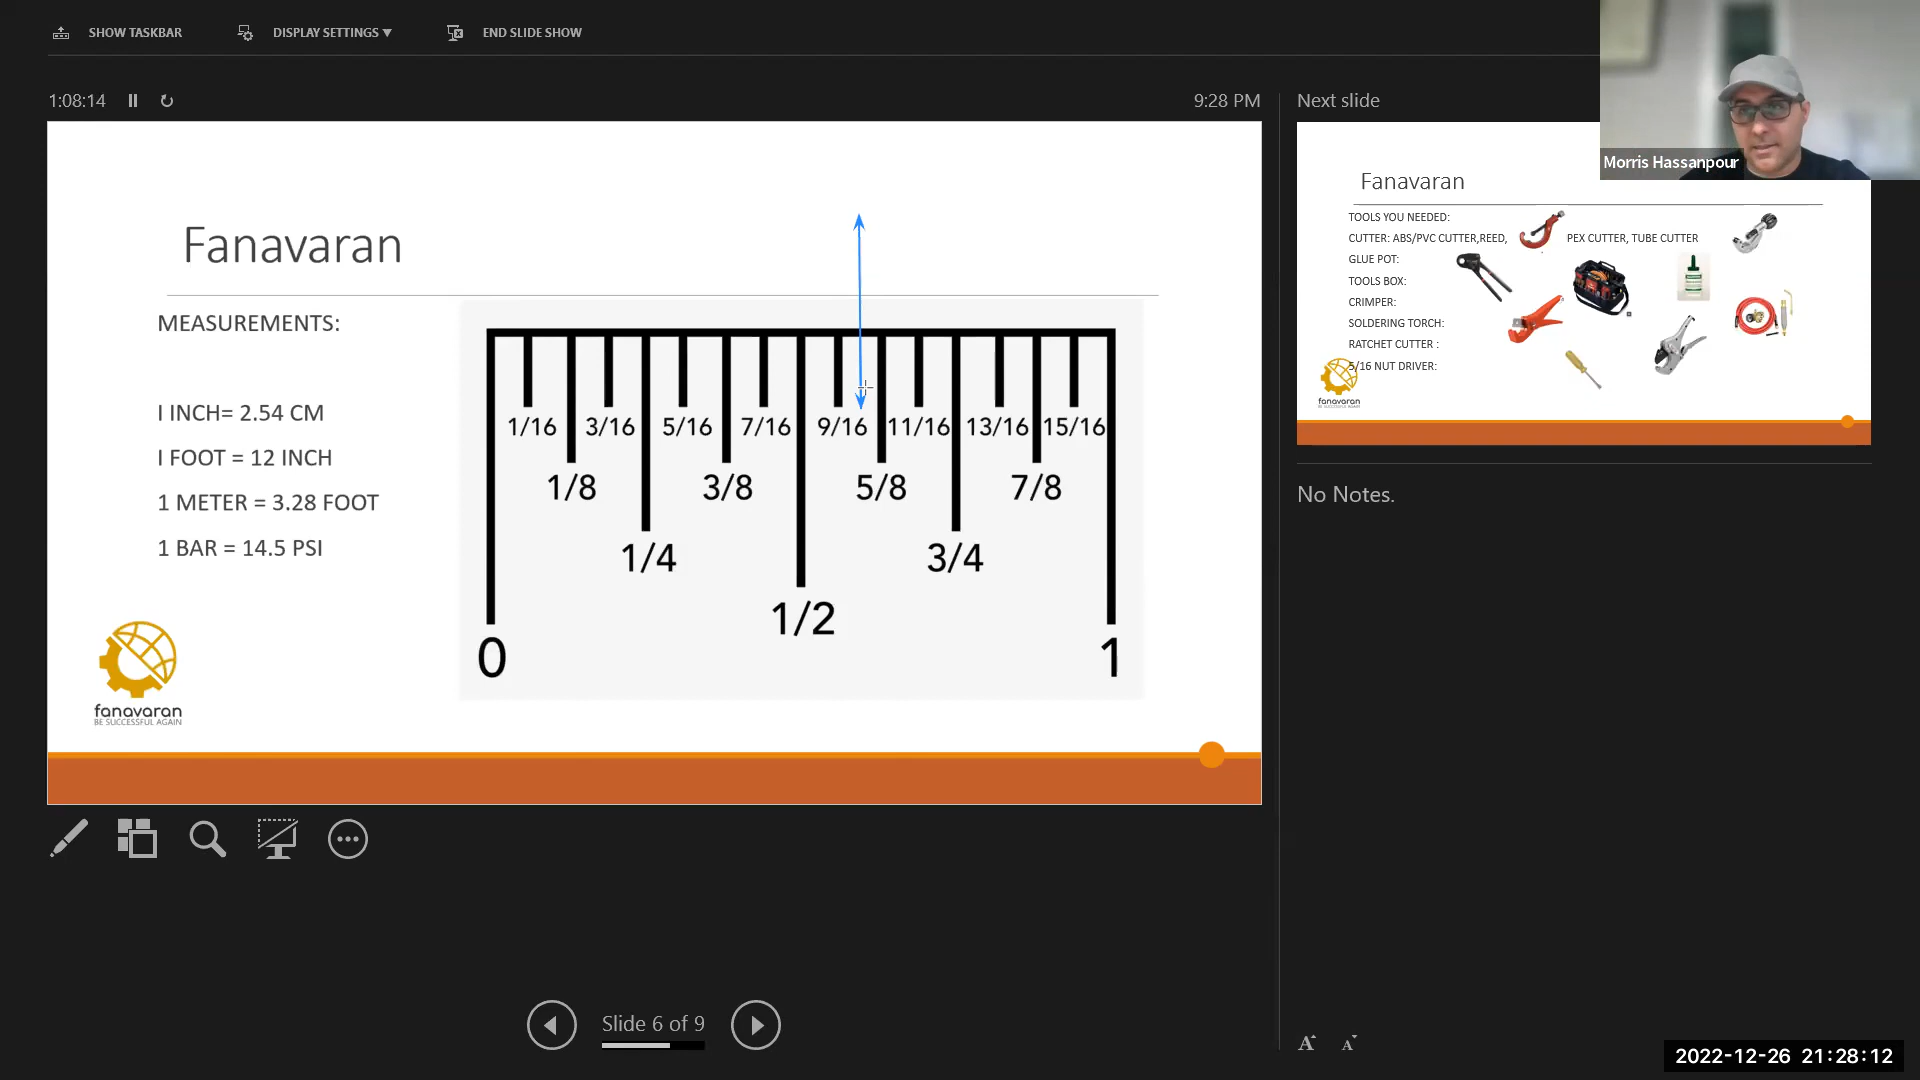 SHOW TASKBAR
DISPLAY SETTINGS ▼
END SLIDE SHOW
1:08:14
9:28 PM
Fanavaran
MEASUREMENTS:
I INCH= 2.54 CM
I FOOT = 12 INCH
1 METER = 3.28 FOOT
1 BAR = 14.5 PSI
1/16 3/16 5/16 7/16 9/16 11/16 13/16 15/16
1/8 3/8 5/8 7/8
1/4 3/4
1/2
0 1
fanavaran
BE SUCCESSFUL AGAIN
Slide 6 of 9
Next slide
Morris Hassanpour
Fanavaran
TOOLS YOU NEEDED:
CUTTER: ABS/PVC CUTTER,REED, PEX CUTTER, TUBE CUTTER
GLUE POT:
TOOLS BOX:
CRIMPER:
SOLDERING TORCH:
RATCHET CUTTER :
5/16 NUT DRIVER:
fanavaran
BE SUCCESSFUL AGAIN
No Notes.
A A
2022-12-26 21:28:12